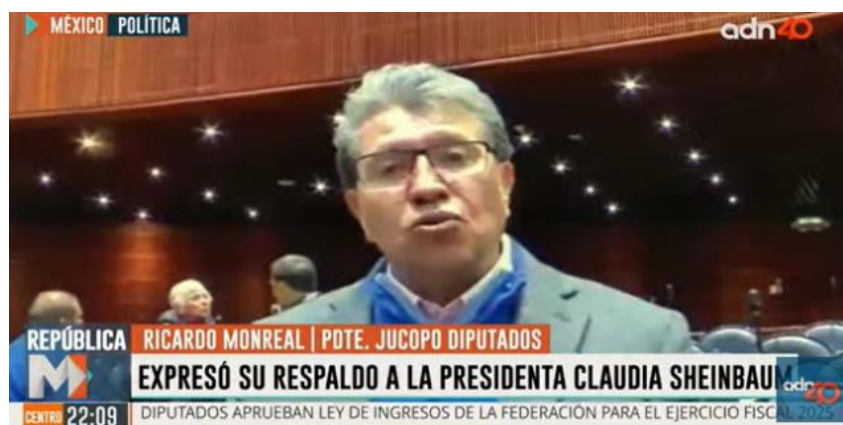 MÉXICO POLÍTICA
adn40
REPÚBLICA
RICARDO MONREAL | PDTE. JUCOPO DIPUTADOS
EXPRESÓ SU RESPALDO A LA PRESIDENTA CLAUDIA SHEINBAUM
adn40
CENTRO 22:09
DIPUTADOS APRUEBAN LEY DE INGRESOS DE LA FEDERACIÓN PARA EL EJERCICIO FISCAL 2025